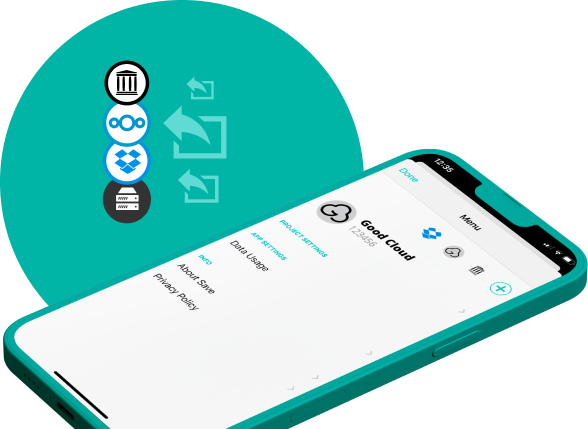 12:35
Done
Menu
Good Cloud
123456
PROJECT SETTINGS
APP SETTINGS
Data Usage
INFO
About Save
Privacy Policy